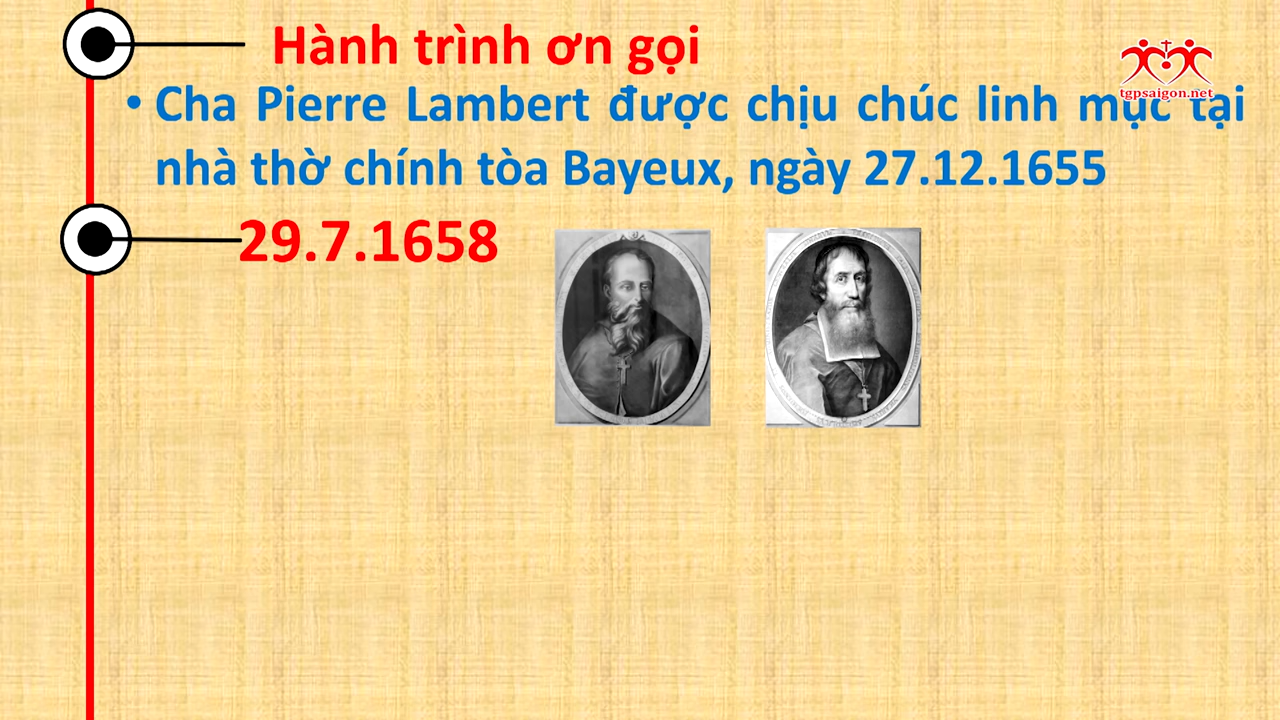 Hành trình ơn gọi
tgpsaigon.net
• Cha Pierre Lambert được chịu chúc linh mục tại
nhà thờ chính tòa Bayeux, ngày 27.12.1655
29.7.1658